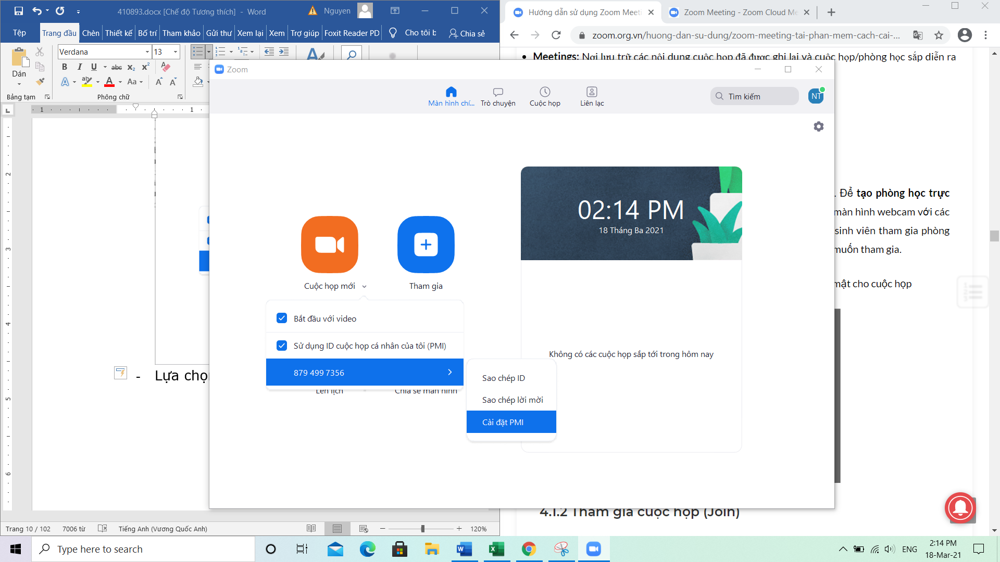 410893.docx [Chế độ Tương thích] - Word
Nguyen
Tệp
Trang đầu
Chèn
Thiết kế
Bố trí
Tham khảo
Gửi thư
Xem lại
Xem
Trợ giúp
Foxit Reader PD
Cho tôi b
Chia sẻ
Dán
Verdana
13
Bảng tạm
Phông chữ
Lựa chọ
Trang 10 / 102
7006 từ
Tiếng Anh (Vương Quốc Anh)
120%
Hướng dẫn sử dụng Zoom Meeti
Zoom Meeting - Zoom Cloud Me
zoom.org.vn/huong-dan-su-dung/zoom-meeting-tai-phan-mem-cach-cai-...
Meetings: Nơi lưu trữ các nội dung cuộc họp đã được ghi lại và cuộc họp/phòng học sắp diễn ra
. Để tạo phòng học trực
màn hình webcam với các
sinh viên tham gia phòng
muốn tham gia.
mật cho cuộc họp
4.1.2 Tham gia cuộc họp (Join)
Zoom
Màn hình chí...
Trò chuyện
Cuộc họp
Liên lạc
Tìm kiếm
NT
02:14 PM
18 Tháng Ba 2021
Cuộc họp mới
Tham gia
Bắt đầu với video
Sử dụng ID cuộc họp cá nhân của tôi (PMI)
879 499 7356
Lên lịch
Chia sẻ màn hình
Sao chép ID
Sao chép lời mời
Cài đặt PMI
Không có các cuộc họp sắp tới trong hôm nay
Type here to search
ENG
2:14 PM
18-Mar-21